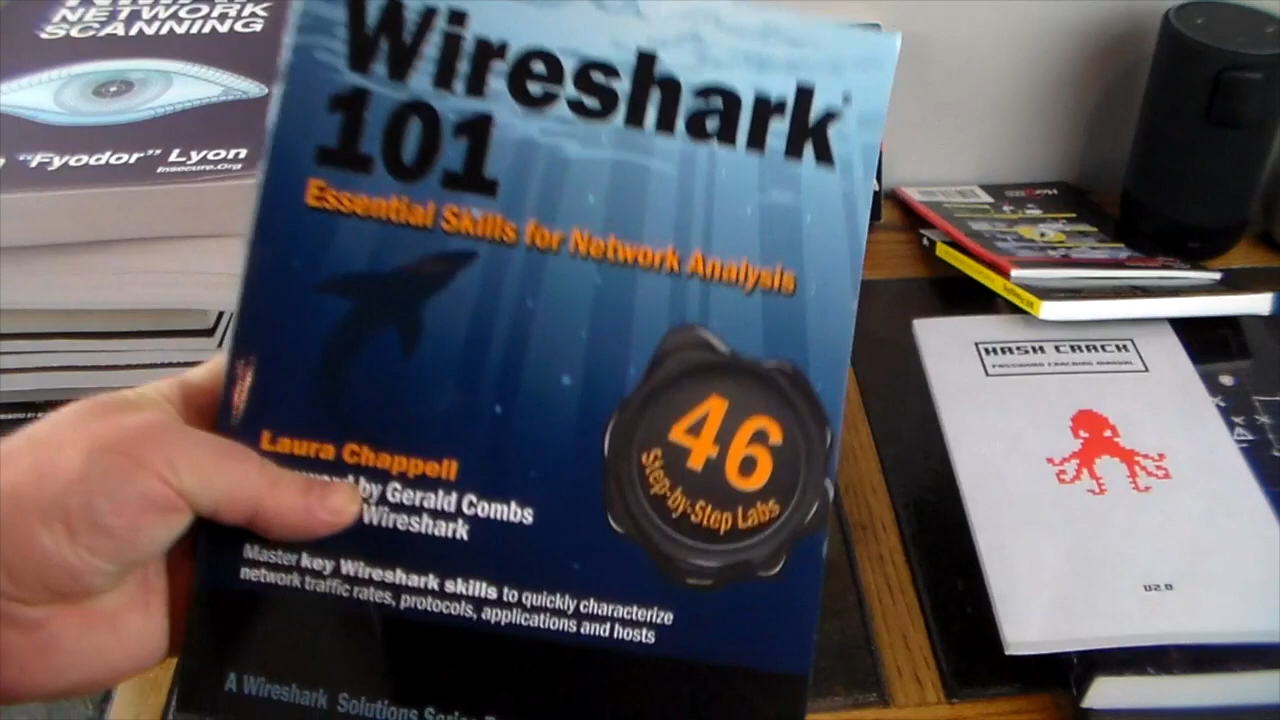 NETWORK
SCANNING
"Fyodor" Lyon
Insecure.Org
Wireshark
101
Essential Skills for Network Analysis
46
Step-by-Step Labs
Laura Chappell
by Gerald Combs
Wireshark
Master key Wireshark skills to quickly characterize
network traffic rates, protocols, applications and hosts
A Wireshark Solutions Series
HASH CRACK
PASSWORD CRACKING MANUAL
V2.0